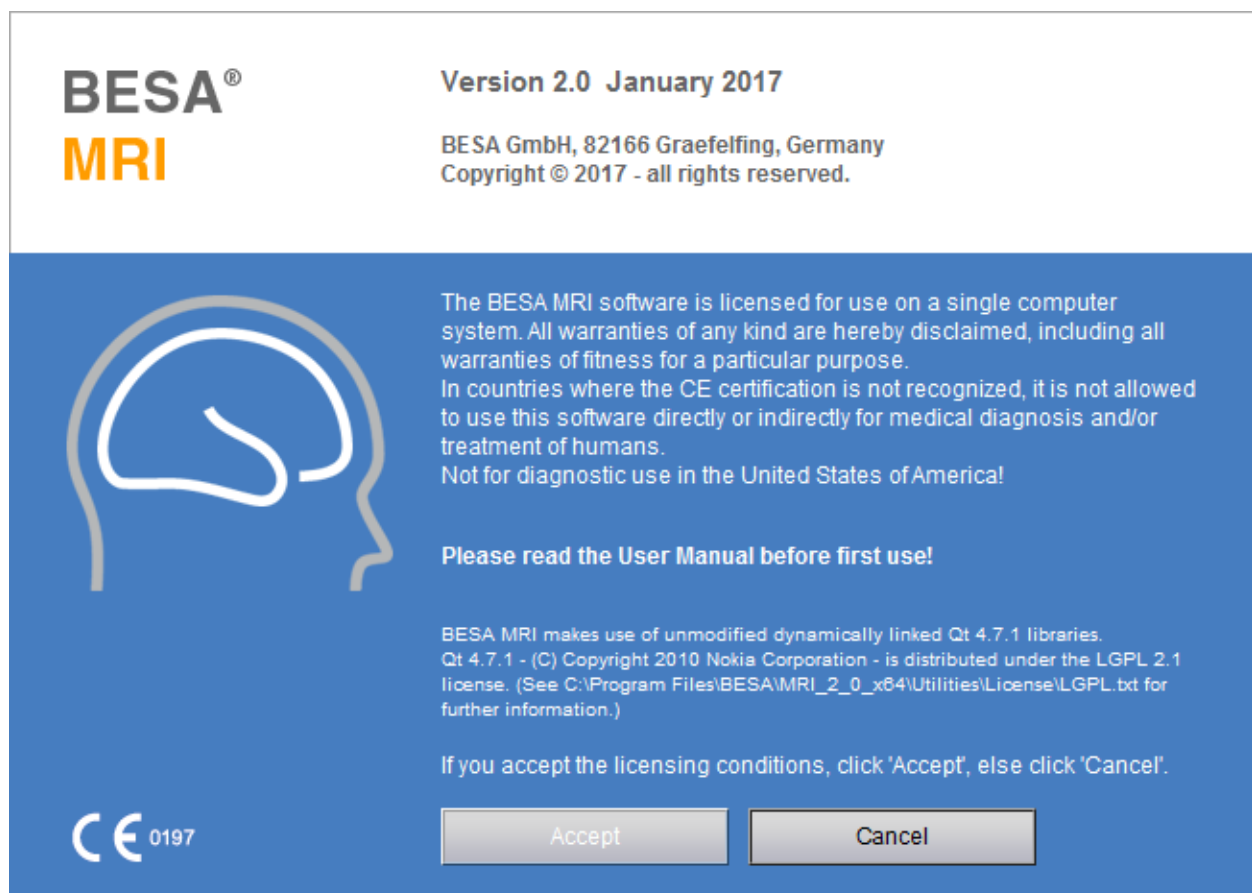 BESA®
MRI
Version 2.0 January 2017
BESA GmbH, 82166 Graefelfing, Germany
Copyright © 2017 - all rights reserved.
The BESA MRI software is licensed for use on a single computer
system. All warranties of any kind are hereby disclaimed, including all
warranties of fitness for a particular purpose.
In countries where the CE certification is not recognized, it is not allowed
to use this software directly or indirectly for medical diagnosis and/or
treatment of humans.
Not for diagnostic use in the United States of America!
Please read the User Manual before first use!
BESA MRI makes use of unmodified dynamically linked Qt 4.7.1 libraries.
Qt 4.7.1 - (C) Copyright 2010 Nokia Corporation - is distributed under the LGPL 2.1
license. (See C:\Program Files\BESA\MRI_2_0_x64\Utilities\License\LGPL.txt for
further information.)
If you accept the licensing conditions, click 'Accept', else click 'Cancel'.
CE 0197
Accept
Cancel